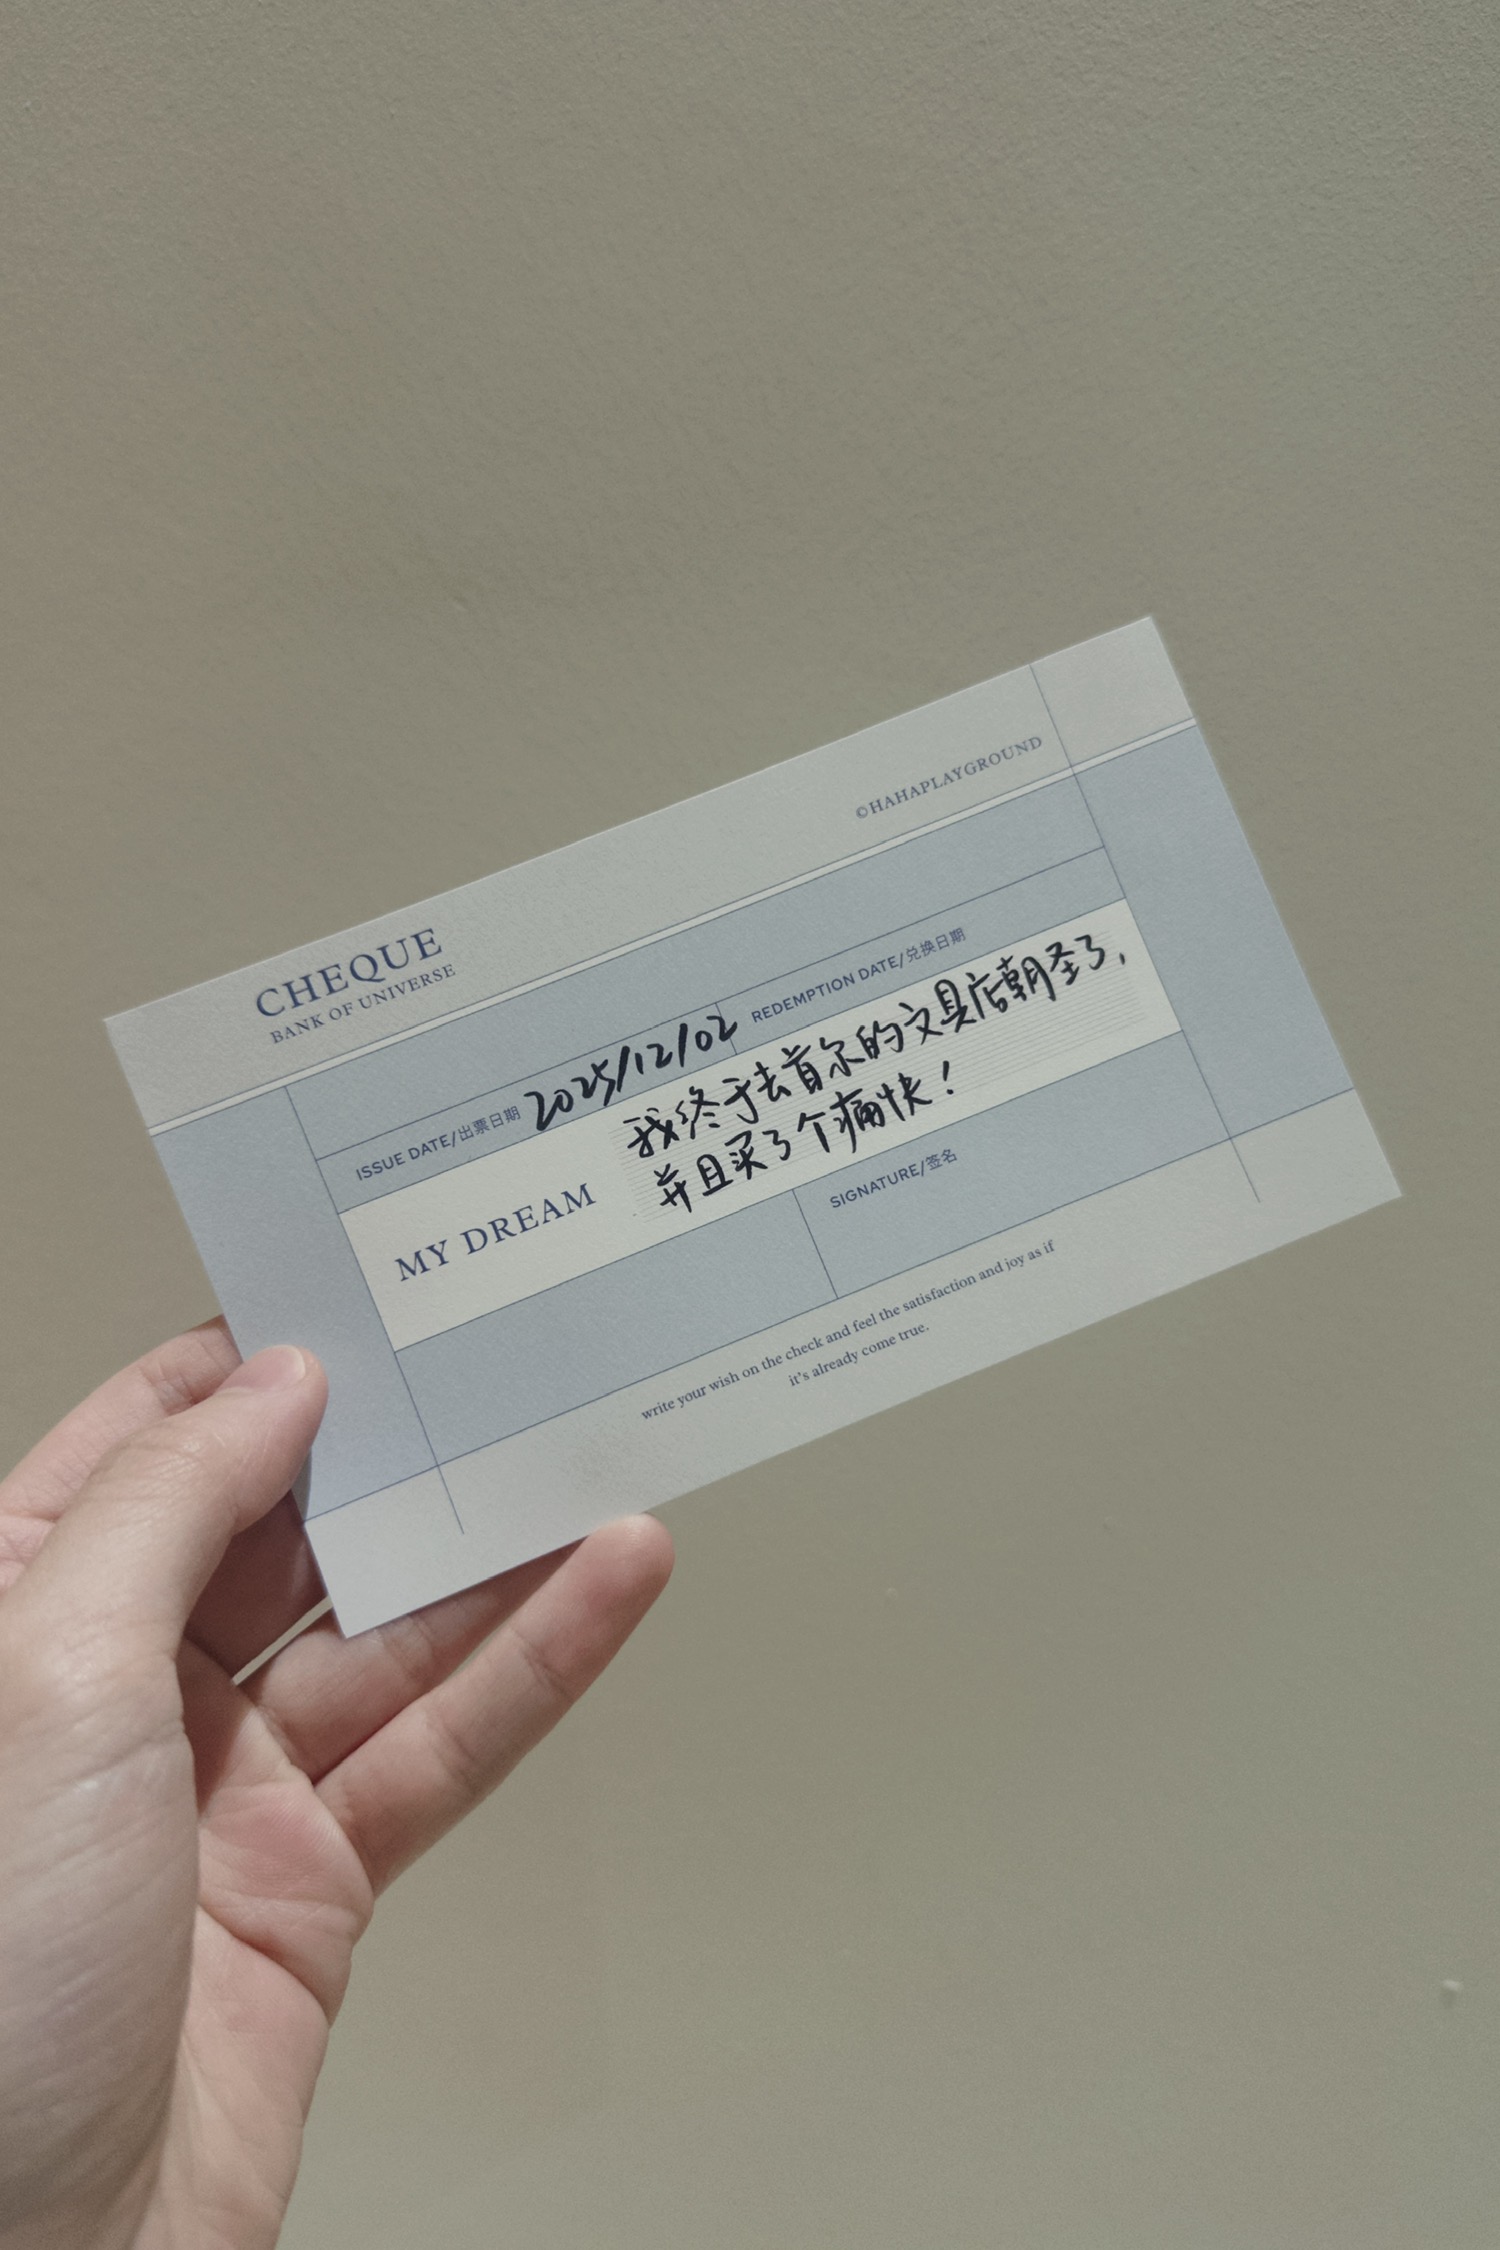 CHEQUE
BANK OF UNIVERSE
©HAHAPLAYGROUND
ISSUE DATE/出票日期 2025/12/02
REDEMPTION DATE/兑换日期
MY DREAM
我终于去首尔的文具店朝圣了,
并且买了个痛快!
SIGNATURE/签名
write your wish on the check and feel the satisfaction and joy as if
it's already come true.